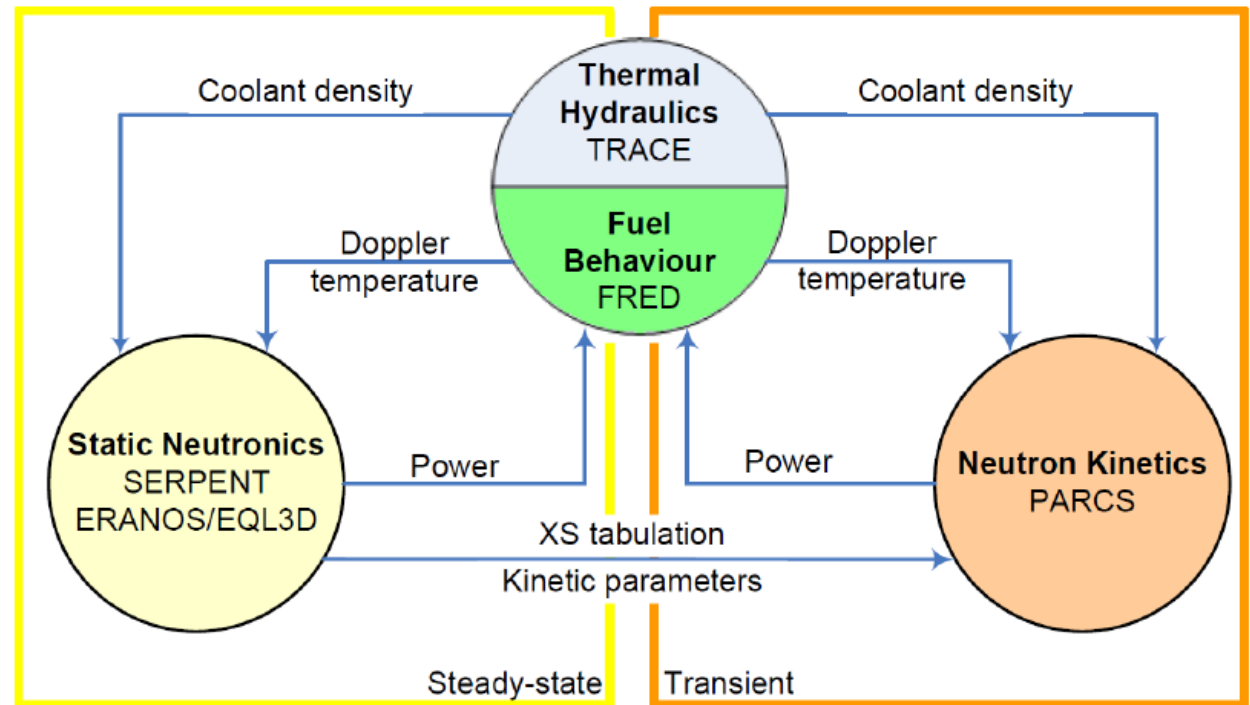 Thermal
Hydraulics
TRACE
Coolant density
Coolant density
Fuel
Behaviour
FRED
Doppler
temperature
Doppler
temperature
Static Neutronics
SERPENT
ERANOS/EQL3D
Power
Power
Neutron Kinetics
PARCS
XS tabulation
Kinetic parameters
Steady-state
Transient